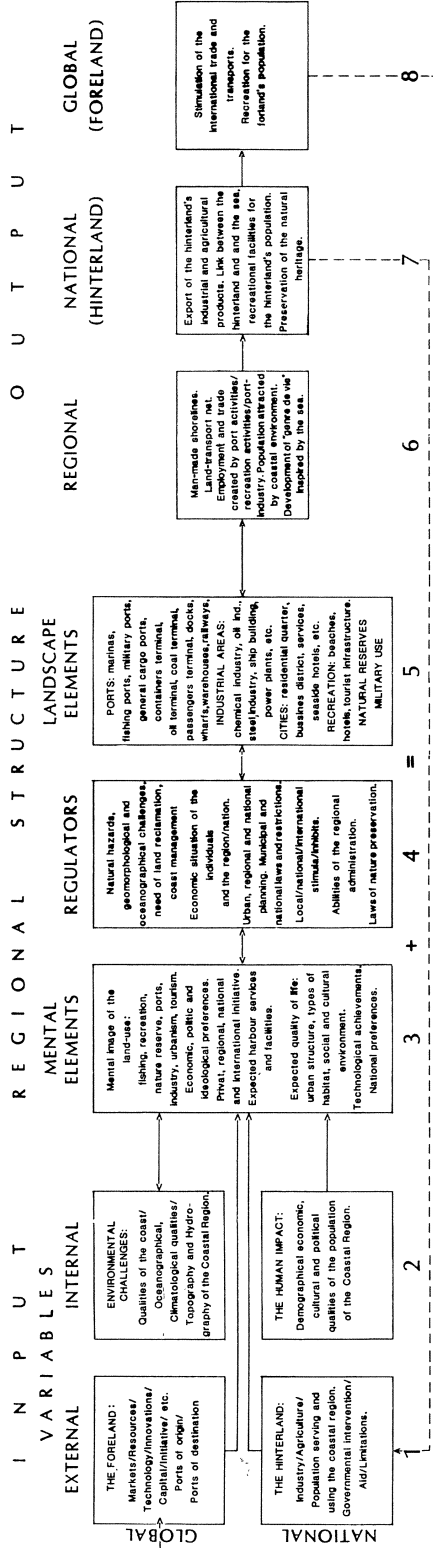 I N P U T
VARIABLES
R E G I O N A L S T R U C T U R E
O U T P U T
EXTERNAL
INTERNAL
MENTAL
ELEMENTS
REGULATORS
LANDSCAPE
ELEMENTS
REGIONAL
NATIONAL
(HINTERLAND)
GLOBAL
(FORELAND)
GLOBAL
NATIONAL
THE FORELAND:
Markets/Resources/
Technology/Innovations/
Capital/Initiative/ etc.
Ports of origin/
Ports of destination
THE HINTERLAND:
Industry/Agriculture/
Population serving and
using the coastal region.
Governmental intervention/
Aid/Limitations.
ENVIRONMENTAL
CHALLENGES:
Qualities of the coast/
Oceanographical,
Climatological qualities/
Topography and Hydro-
graphy of the Coastal Region.
THE HUMAN IMPACT:
Demographical economic,
cultural and political
qualities of the population
of the Coastal Region.
Mental image of the
land-use:
fishing, recreation,
nature reserve, ports,
industry, urbanism, tourism.
Economic, politic and
ideological preferences.
Privat, regional, national
and international initiative.
Expected harbour services
and facilities.
Expected quality of life:
urban structure, types of
habitat, social and cultural
environment.
Technological achievements.
National preferences.
Natural hazards,
geomorphological and
oceanographical challenges,
need of land reclamation,
coast management
Economic situation of the
individuals
and the region/nation.
Urban, regional and national
planning. Municipal and
national laws and restrictions.
Local/national/international
stimula/inhibits.
Abilities of the regional
administration.
Laws of nature preservation.
PORTS: marinas,
fishing ports, military ports,
general cargo ports,
containers terminal,
oil terminal, coal terminal,
passengers terminal, docks,
wharfs,warehouses,railways,
INDUSTRIAL AREAS:
chemical industry, oil ind.,
steel industry, ship building,
power plants, etc.
CITIES: residential quarter,
bussines district, services,
seaside hotels, etc.
RECREATION: beaches,
hotels, tourist infrastructure.
NATURAL RESERVES
MILITARY USE
Man-made shorelines.
Land-transport net.
Employment and trade
created by port activities/
recreation activities/port-
industry. Population attracted
by coastal environment.
Development of "genre de vie"
inspired by the sea.
Export of the hinterland's
industrial and agricultural
products. Link between the
hinterland and and the sea,
recreational facilities for
the hinterland's population.
Preservation of the natural
heritage.
Stimulation of the
international trade and
transports.
Recreation for the
forland's population.
1 2 3 + 4 = 5 6 7 8